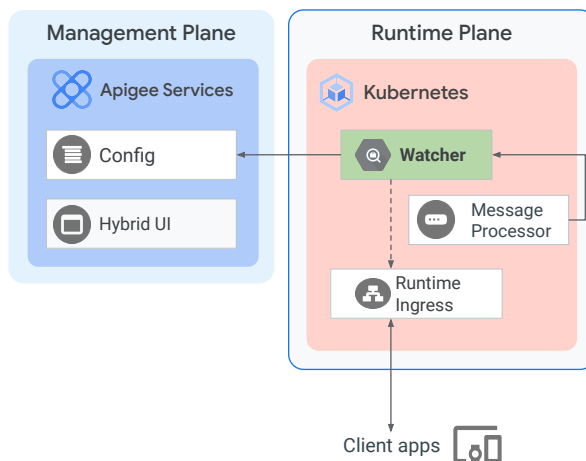 Management Plane
Apigee Services
Config
Hybrid UI
Runtime Plane
Kubernetes
Watcher
Message
Processor
Runtime
Ingress
Client apps